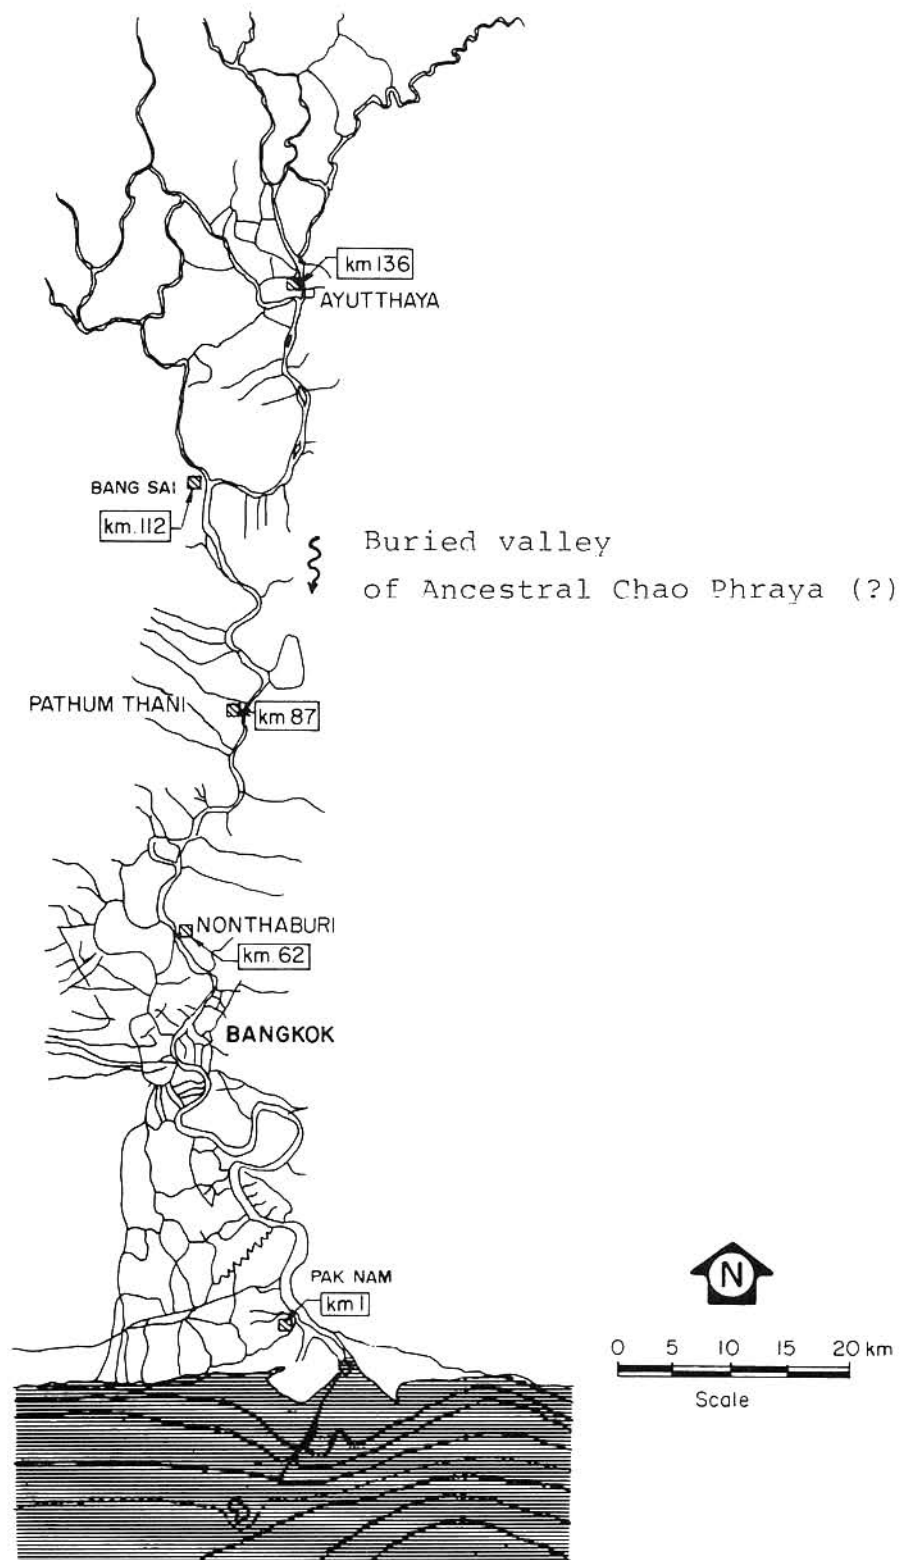 km 136
AYUTTHAYA
BANG SAI
km. 112
Buried valley
of Ancestral Chao Phraya (?)
PATHUM THANI
km 87
NONTHABURI
km. 62
BANGKOK
PAK NAM
km 1
N
0 5 10 15 20 km
Scale